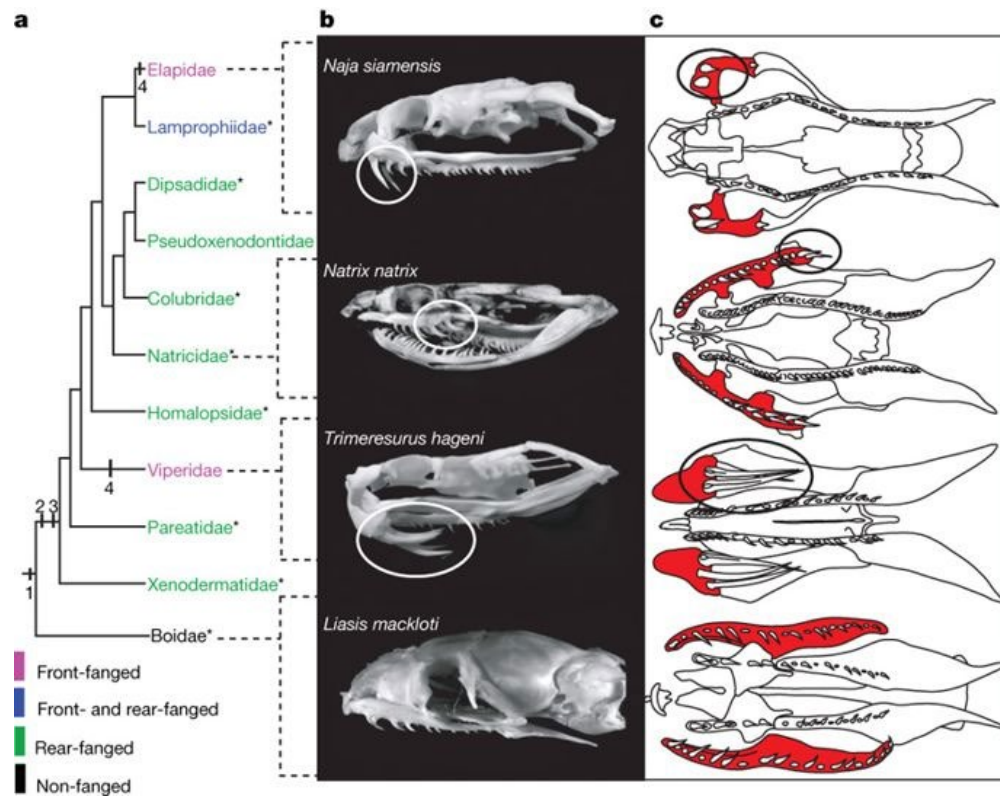 a
b
c
Elapidae
4
Lamprophiidae*
Dipsadidae*
Pseudoxenodontidae
Colubridae*
Natricidae*
Homalopsidae*
Viperidae
4
2 3
Pareatidae*
1
Xenodermatidae*
Boidae*
Front-fanged
Front- and rear-fanged
Rear-fanged
Non-fanged
Naja siamensis
Natrix natrix
Trimeresurus hageni
Liasis mackloti